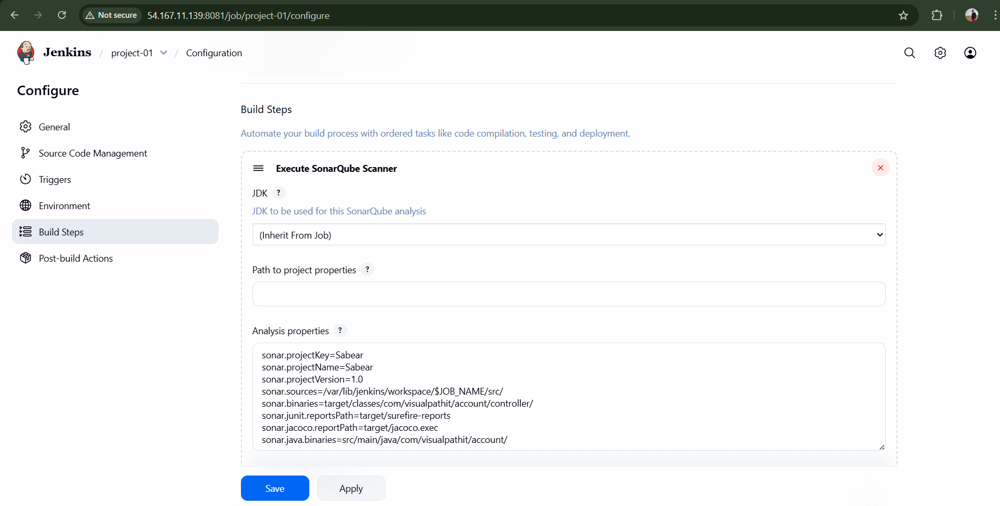 Not secure
54.167.11.139:8081/job/project-01/configure
Jenkins / project-01 / Configuration
Configure
General
Source Code Management
Triggers
Environment
Build Steps
Post-build Actions
Build Steps
Automate your build process with ordered tasks like code compilation, testing, and deployment.
Execute SonarQube Scanner
JDK ?
JDK to be used for this SonarQube analysis
(Inherit From Job)
Path to project properties ?
Analysis properties ?
sonar.projectKey=Sabear
sonar.projectName=Sabear
sonar.projectVersion=1.0
sonar.sources=/var/lib/jenkins/workspace/$JOB_NAME/src/
sonar.binaries=target/classes/com/visualpathit/account/controller/
sonar.junit.reportsPath=target/surefire-reports
sonar.jacoco.reportPath=target/jacoco.exec
sonar.java.binaries=src/main/java/com/visualpathit/account/
Save
Apply